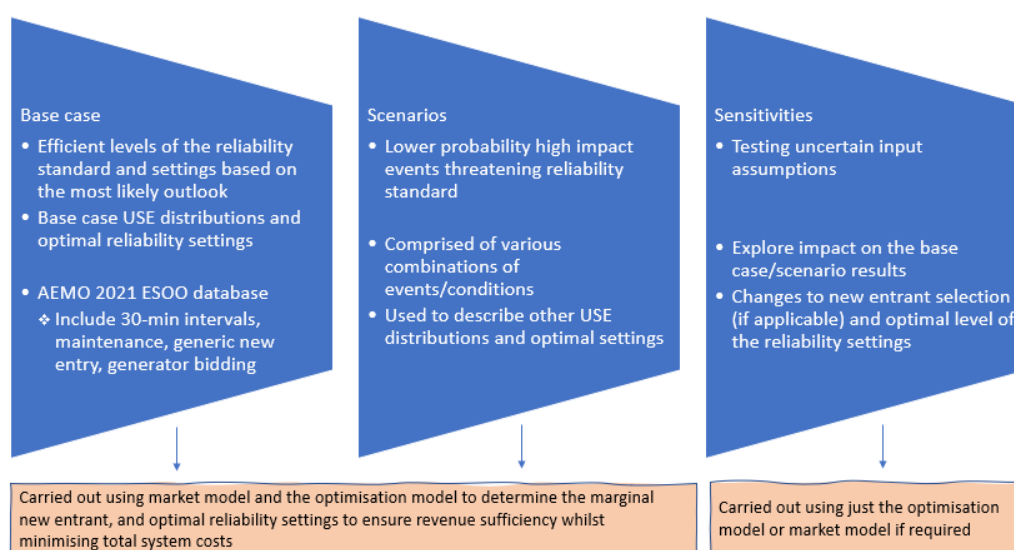 Base case
• Efficient levels of the reliability
standard and settings based on
the most likely outlook
• Base case USE distributions and
optimal reliability settings
• AEMO 2021 ESOO database
❖ Include 30-min intervals,
maintenance, generic new
entry, generator bidding
Scenarios
• Lower probability high impact
events threatening reliability
standard
• Comprised of various
combinations of
events/conditions
• Used to describe other USE
distributions and optimal settings
Sensitivities
• Testing uncertain input
assumptions
• Explore impact on the base
case/scenario results
• Changes to new entrant selection
(if applicable) and optimal level of
the reliability settings
Carried out using market model and the optimisation model to determine the marginal
new entrant, and optimal reliability settings to ensure revenue sufficiency whilst
minimising total system costs
Carried out using just the optimisation
model or market model if required